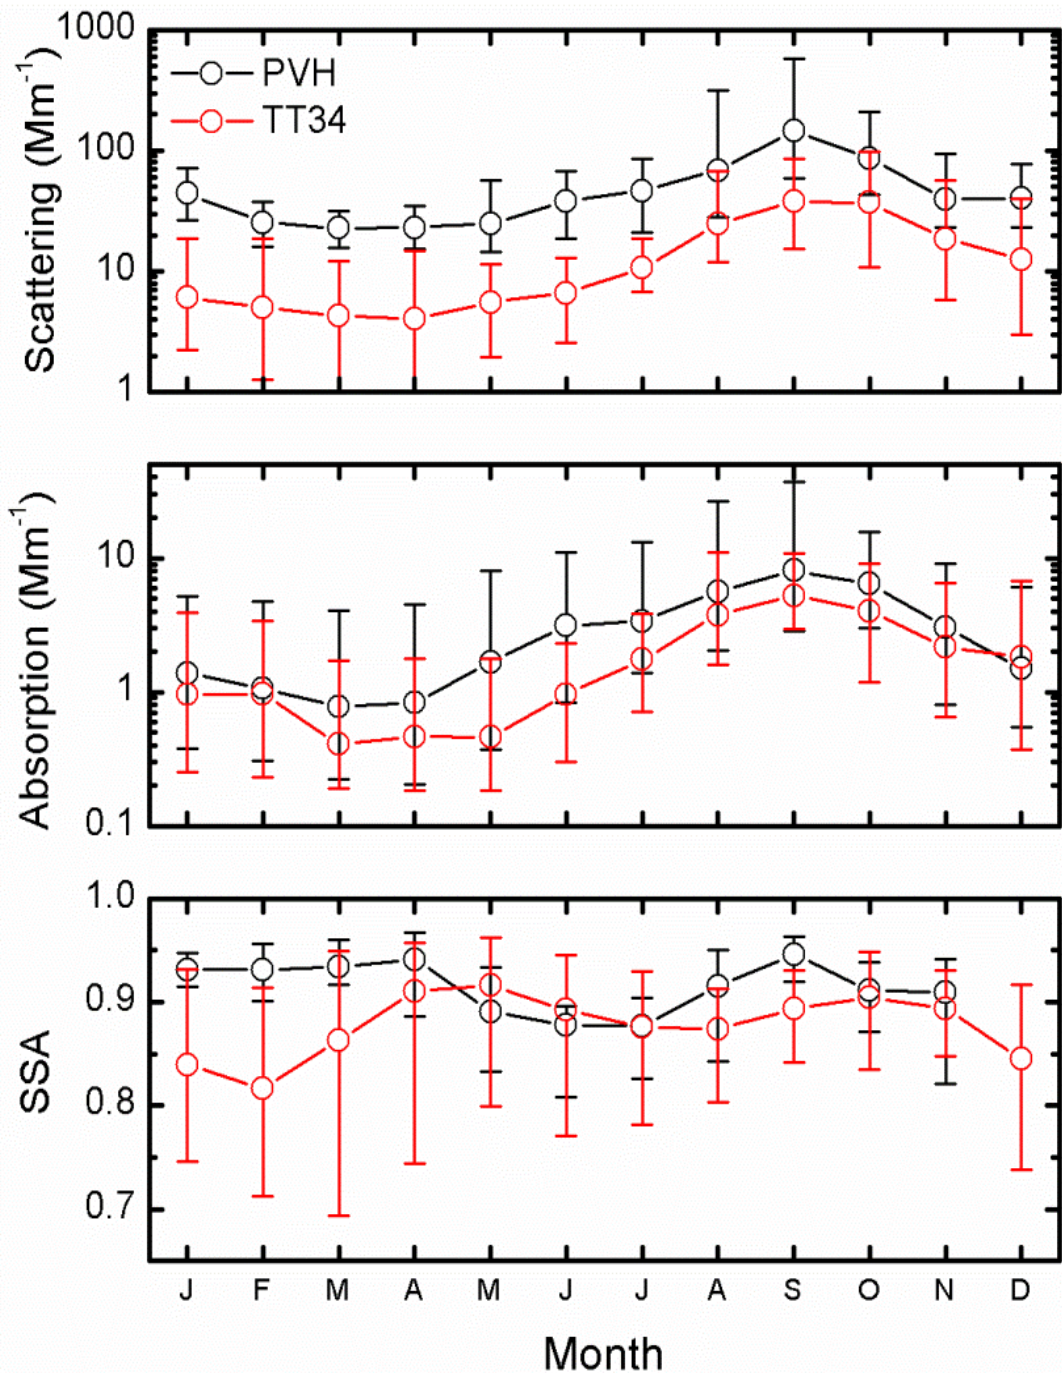 Scattering (Mm⁻¹)
1000
100
10
1
PVH
TT34
Absorption (Mm⁻¹)
10
1
0.1
SSA
1.0
0.9
0.8
0.7
J F M A M J J A S O N D
Month